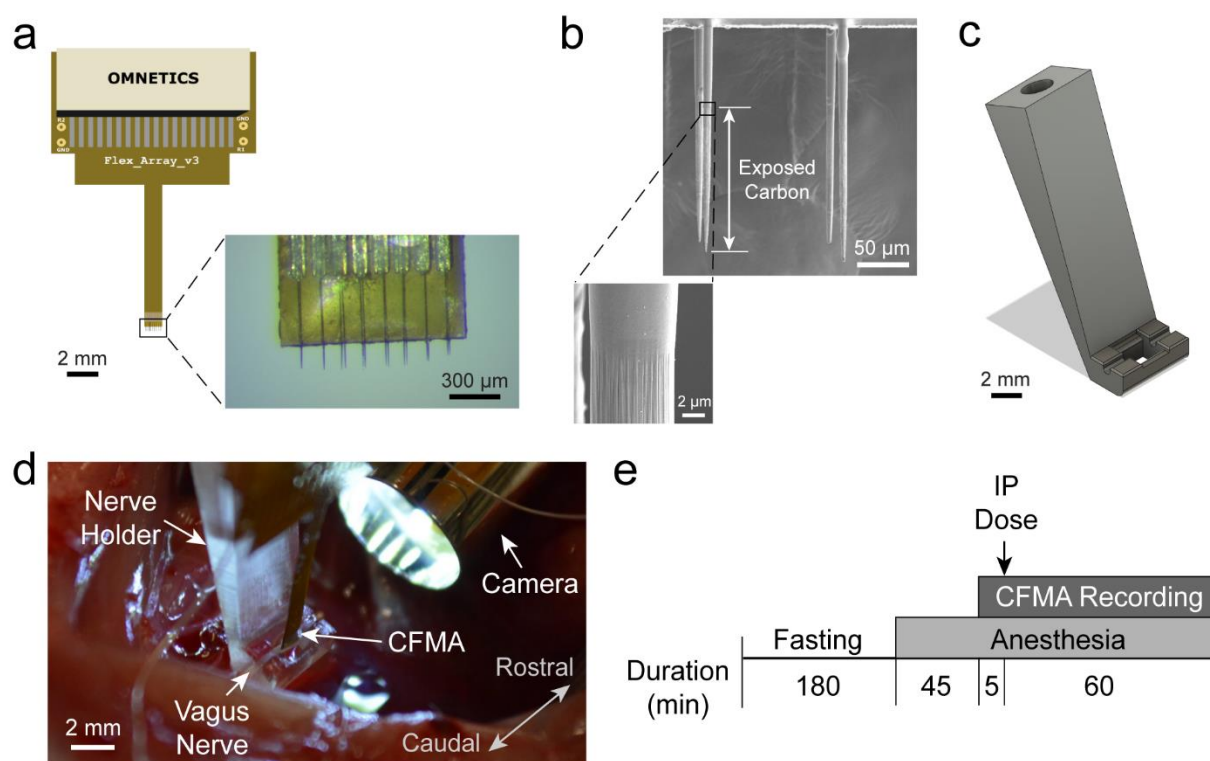 a
OMNETICS
R2
GND
GND
R1
Flex_Array_v3
2 mm
300 µm
b
Exposed
Carbon
50 µm
2 µm
c
2 mm
d
Nerve
Holder
Camera
CFMA
Rostral
Vagus
Nerve
Caudal
2 mm
e
IP
Dose
CFMA Recording
Fasting
Anesthesia
Duration
(min)
180
45
5
60